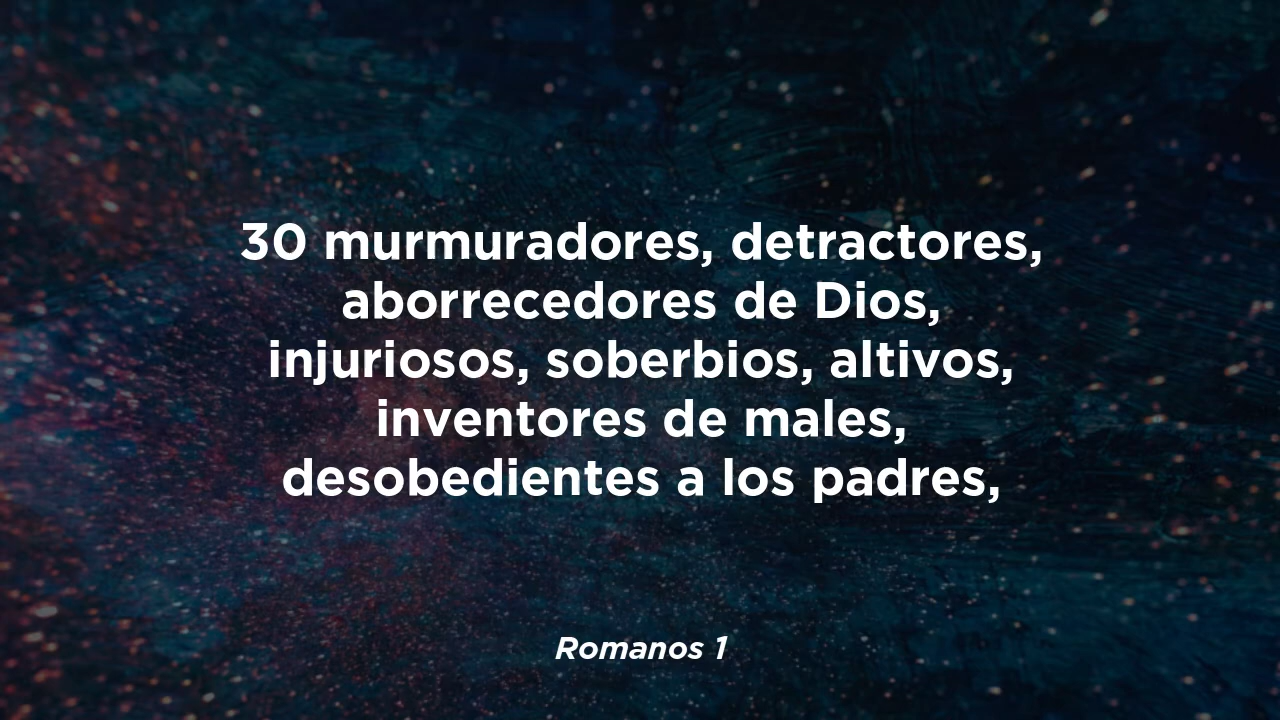 30 murmuradores, detractores,
aborrecedores de Dios,
injuriosos, soberbios, altivos,
inventores de males,
desobedientes a los padres,
Romanos 1